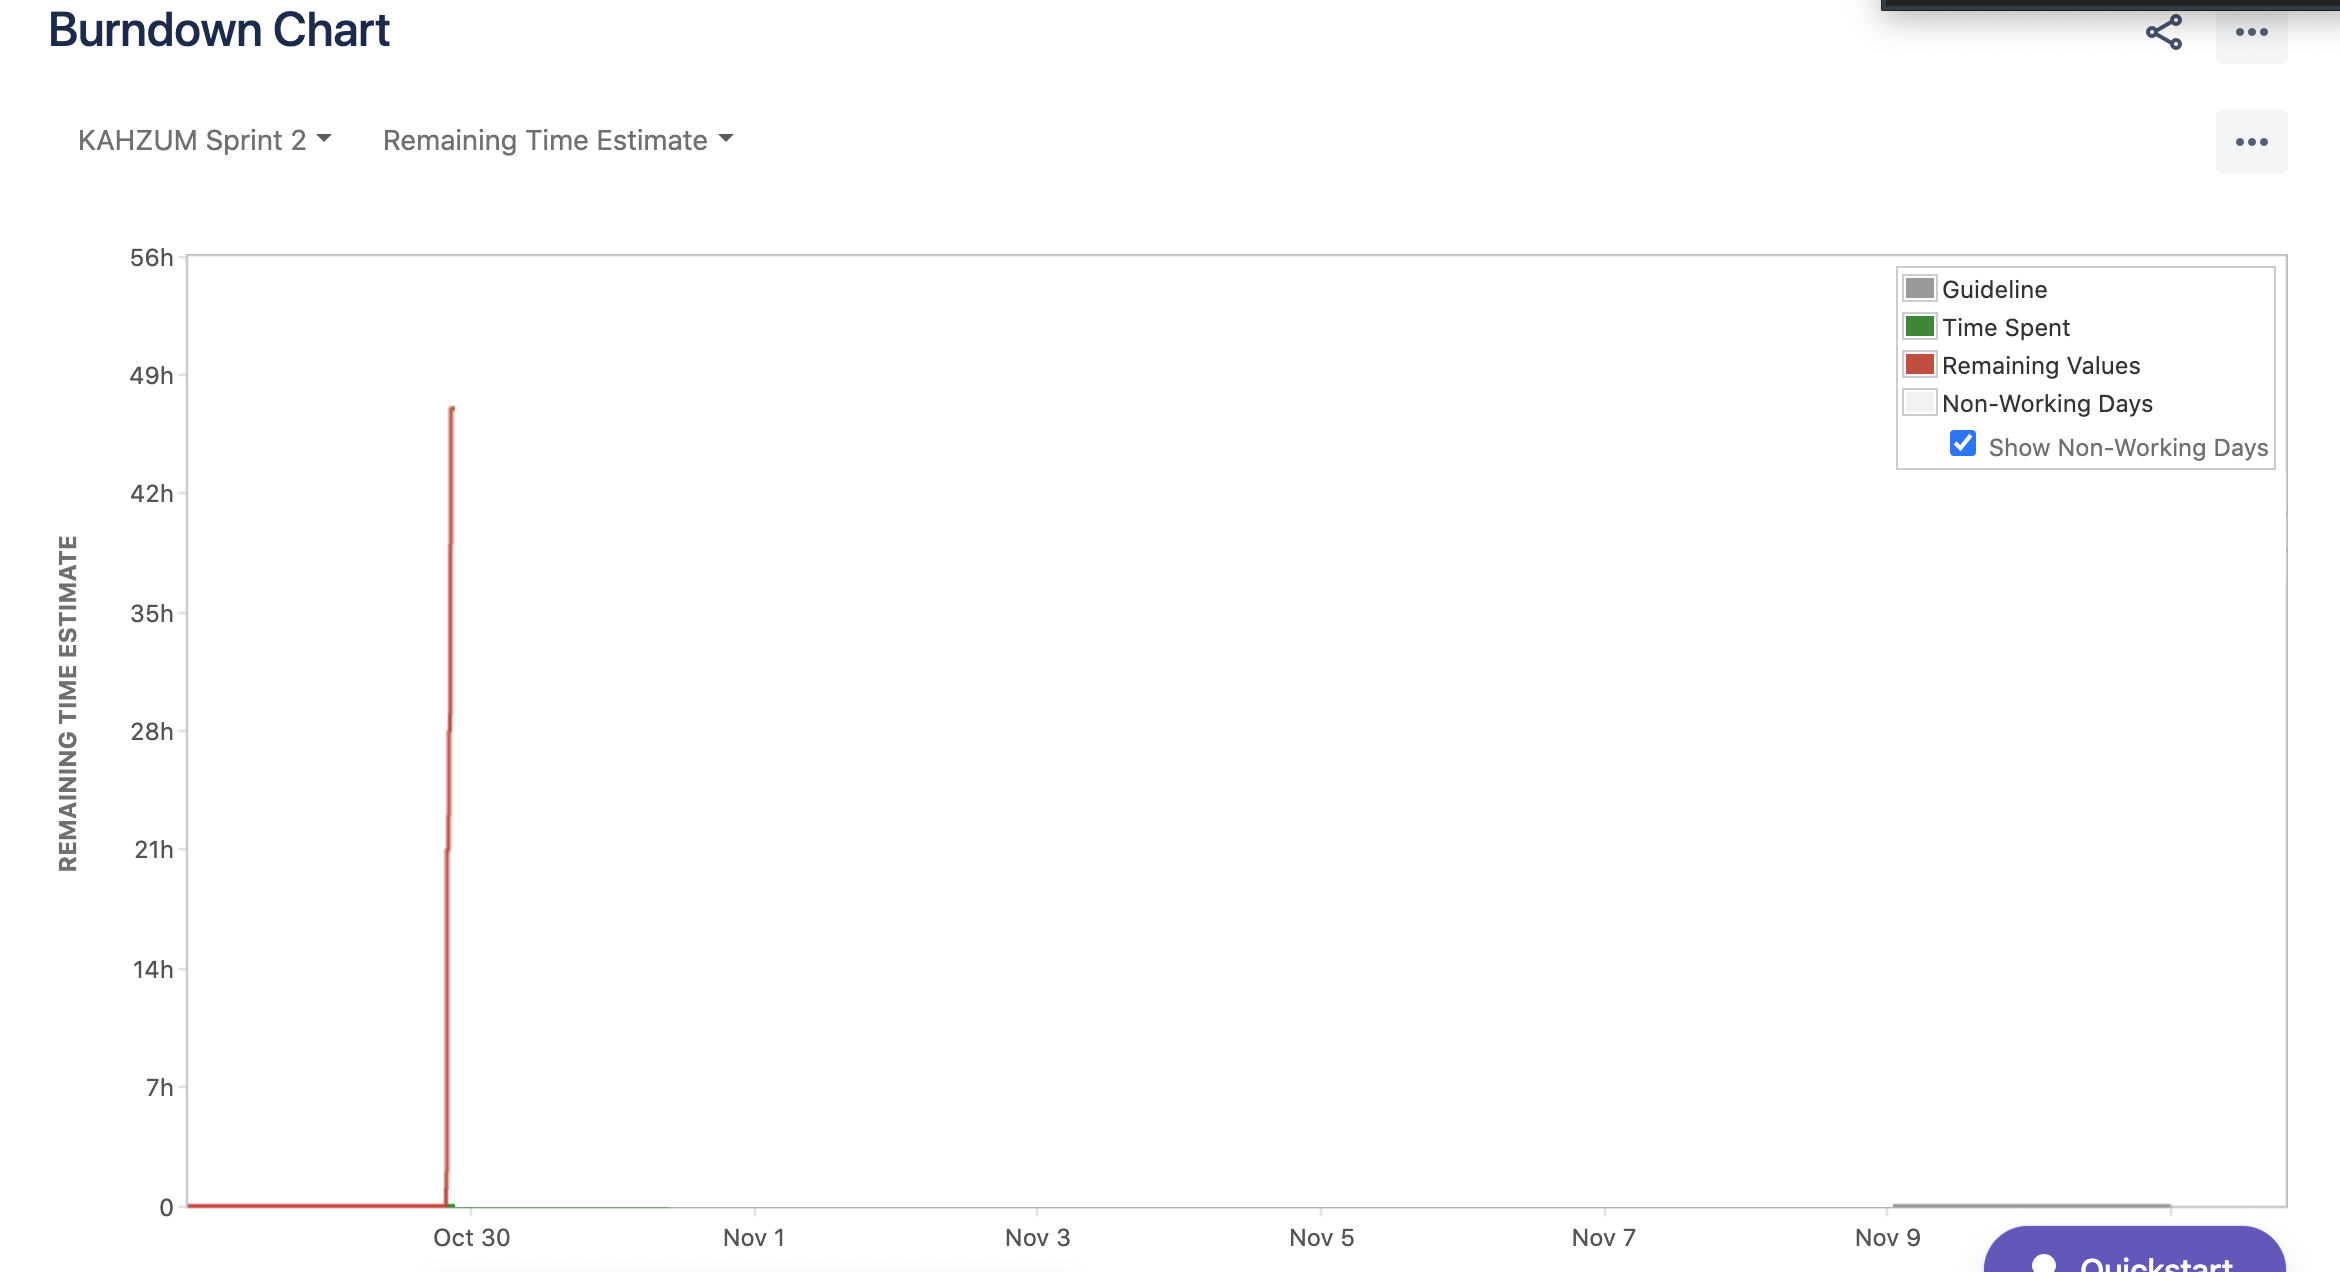 Burndown Chart
KAHZUM Sprint 2
Remaining Time Estimate
56h
49h
42h
35h
28h
21h
14h
7h
0
REMAINING TIME ESTIMATE
Guideline
Time Spent
Remaining Values
Non-Working Days
Show Non-Working Days
Oct 30
Nov 1
Nov 3
Nov 5
Nov 7
Nov 9
Quickstart